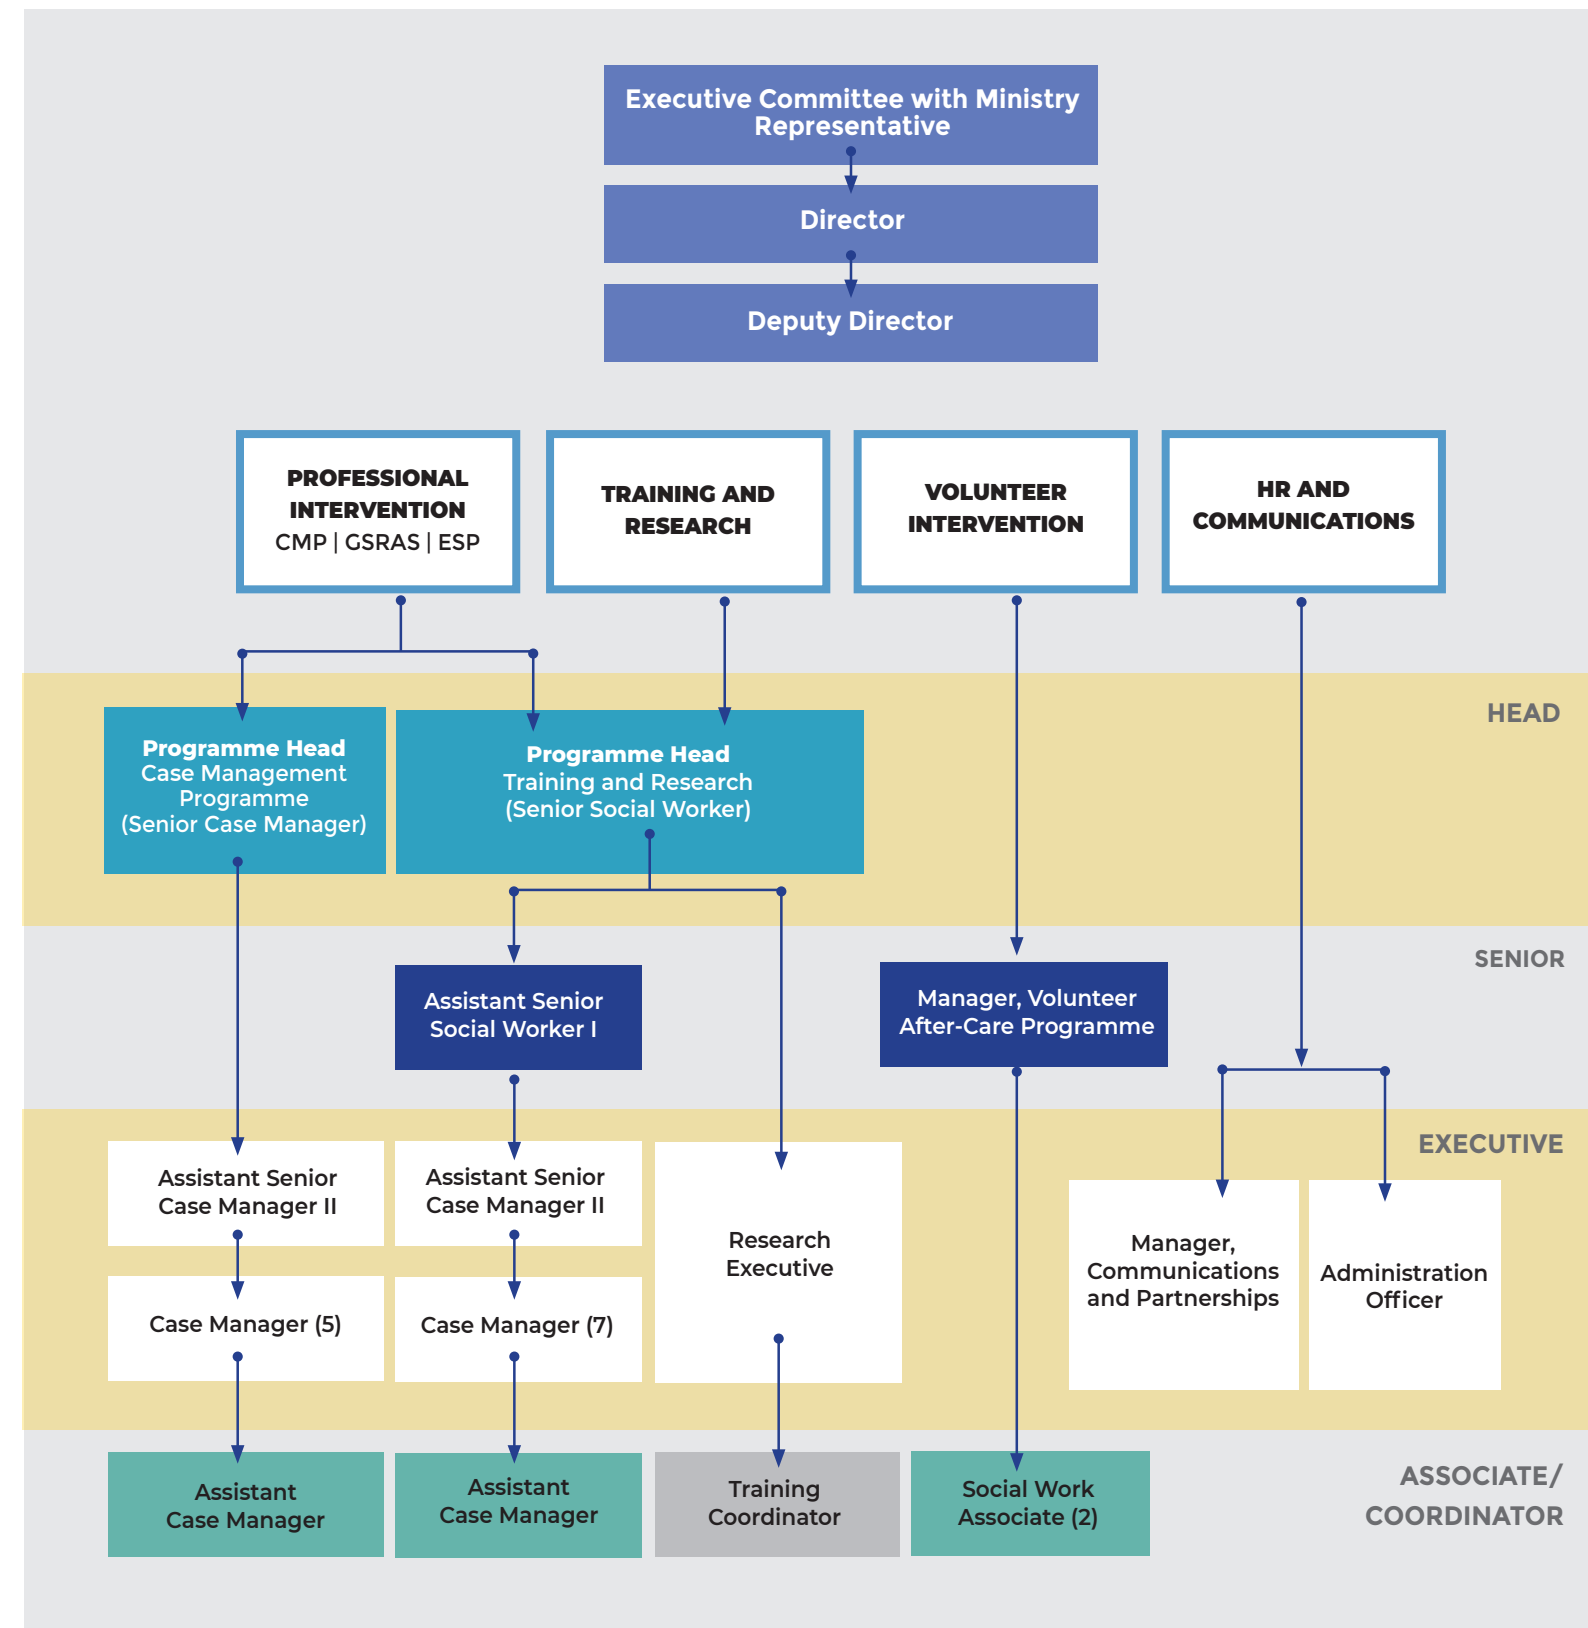 Executive Committee with Ministry
Representative
Director
Deputy Director
PROFESSIONAL
INTERVENTION
CMP | GSRAS | ESP
TRAINING AND
RESEARCH
VOLUNTEER
INTERVENTION
HR AND
COMMUNICATIONS
HEAD
Programme Head
Case Management
Programme
(Senior Case Manager)
Programme Head
Training and Research
(Senior Social Worker)
SENIOR
Assistant Senior
Social Worker I
Manager, Volunteer
After-Care Programme
EXECUTIVE
Assistant Senior
Case Manager II
Assistant Senior
Case Manager II
Research
Executive
Manager,
Communications
and Partnerships
Administration
Officer
Case Manager (5)
Case Manager (7)
ASSOCIATE/
COORDINATOR
Assistant
Case Manager
Assistant
Case Manager
Training
Coordinator
Social Work
Associate (2)